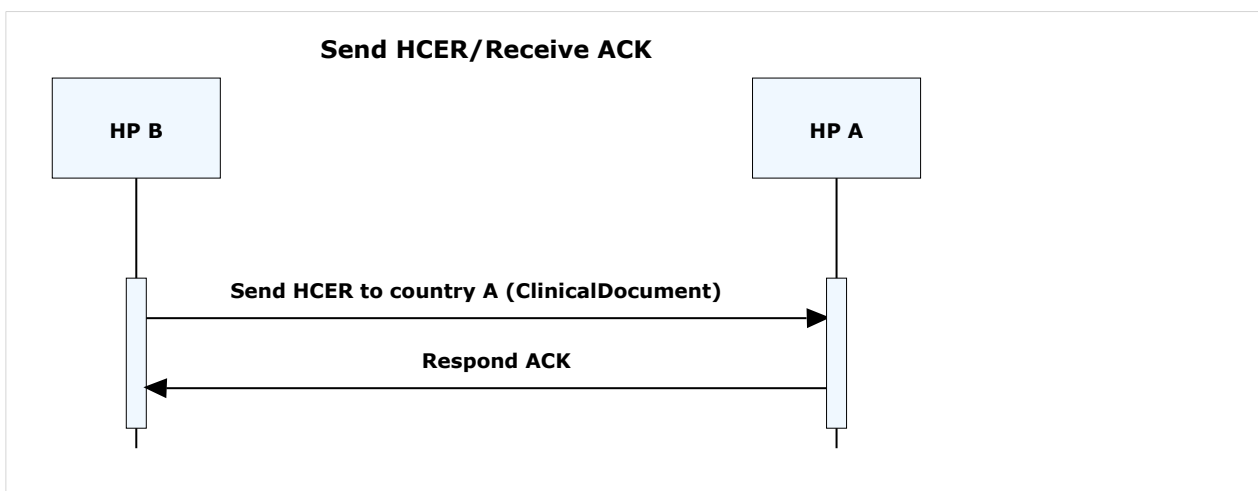 Send HCER/Receive ACK
HP B
HP A
Send HCER to country A (ClinicalDocument)
Respond ACK